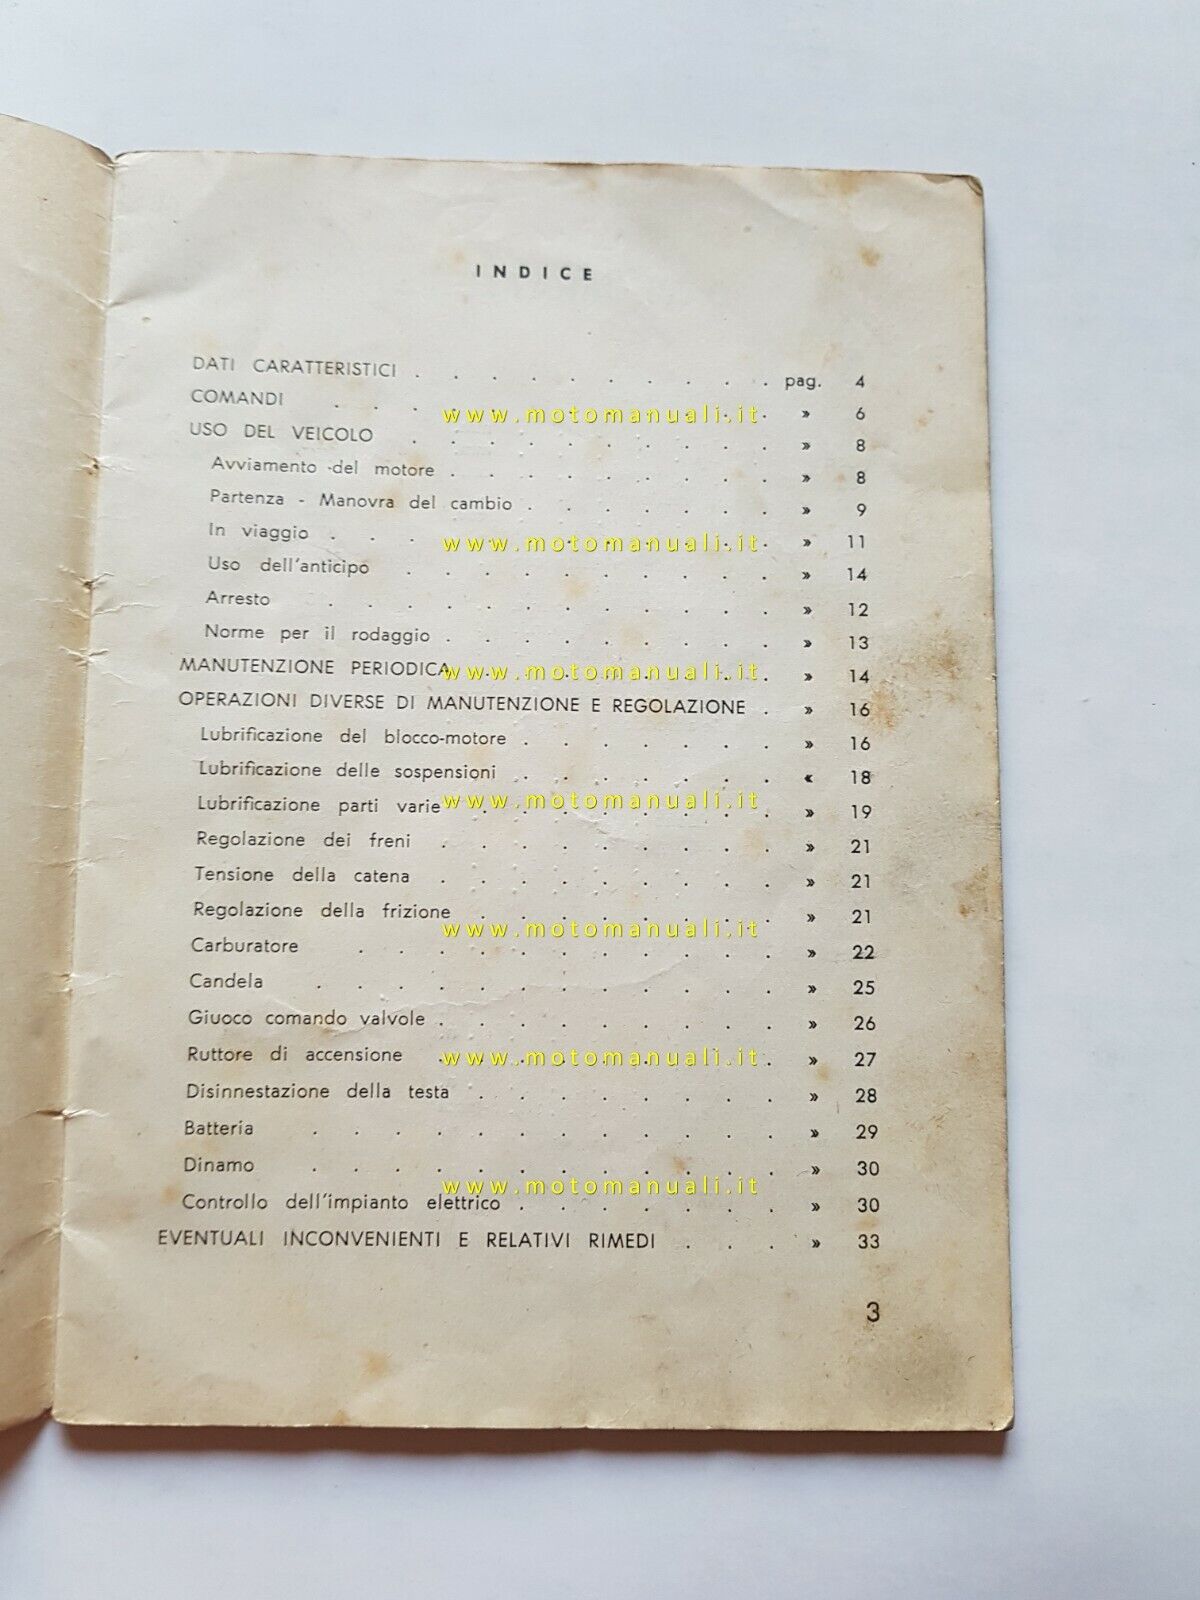 INDICE
DATI CARATTERISTICI . . . . . . . . . . pag. 4
COMANDI . . . . . . . . . . . » 6
www.motomanuali.it
USO DEL VEICOLO . . . . . . . . . . » 8
Avviamento del motore . . . . . . . . . » 8
Partenza - Manovra del cambio . . . . . . . » 9
In viaggio . . . . . . . . . . . . » 11
www.motomanuali.it
Uso dell'anticipo . . . . . . . . . . » 14
Arresto . . . . . . . . . . . . » 12
Norme per il rodaggio . . . . . . . . . » 13
MANUTENZIONE PERIODICA . . . . . . . . » 14
www.motomanuali.it
OPERAZIONI DIVERSE DI MANUTENZIONE E REGOLAZIONE . » 16
Lubrificazione del blocco-motore . . . . . . . » 16
Lubrificazione delle sospensioni . . . . . . . « 18
Lubrificazione parti varie . . . . . . . . » 19
www.motomanuali.it
Regolazione dei freni . . . . . . . . . » 21
Tensione della catena . . . . . . . . . » 21
Regolazione della frizione . . . . . . . . » 21
www.motomanuali.it
Carburatore . . . . . . . . . . . » 22
Candela . . . . . . . . . . . . » 25
Giuoco comando valvole . . . . . . . . . » 26
Ruttore di accensione . . . . . . . . . » 27
www.motomanuali.it
Disinnestazione della testa . . . . . . . . » 28
Batteria . . . . . . . . . . . . » 29
Dinamo . . . . . . . . . . . . » 30
www.motomanuali.it
Controllo dell'impianto elettrico . . . . . . . » 30
EVENTUALI INCONVENIENTI E RELATIVI RIMEDI . . . » 33
3